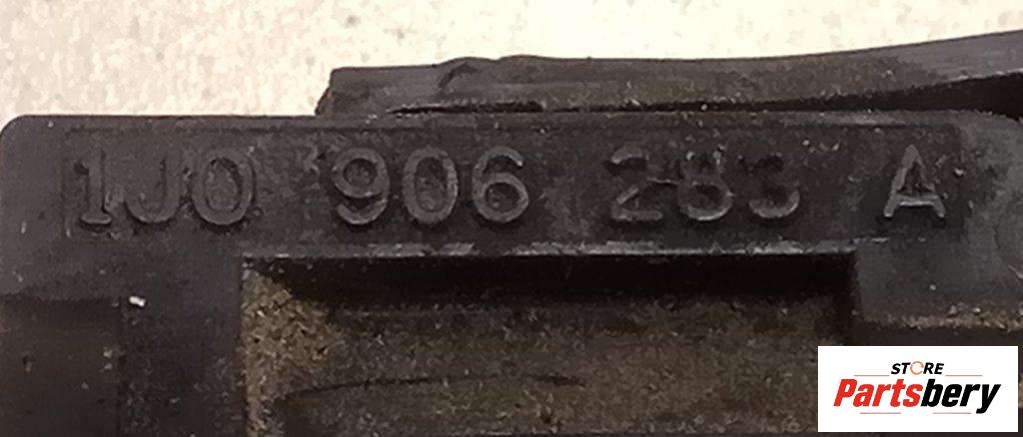 1J0 906 283 A
STORE
Partsbery